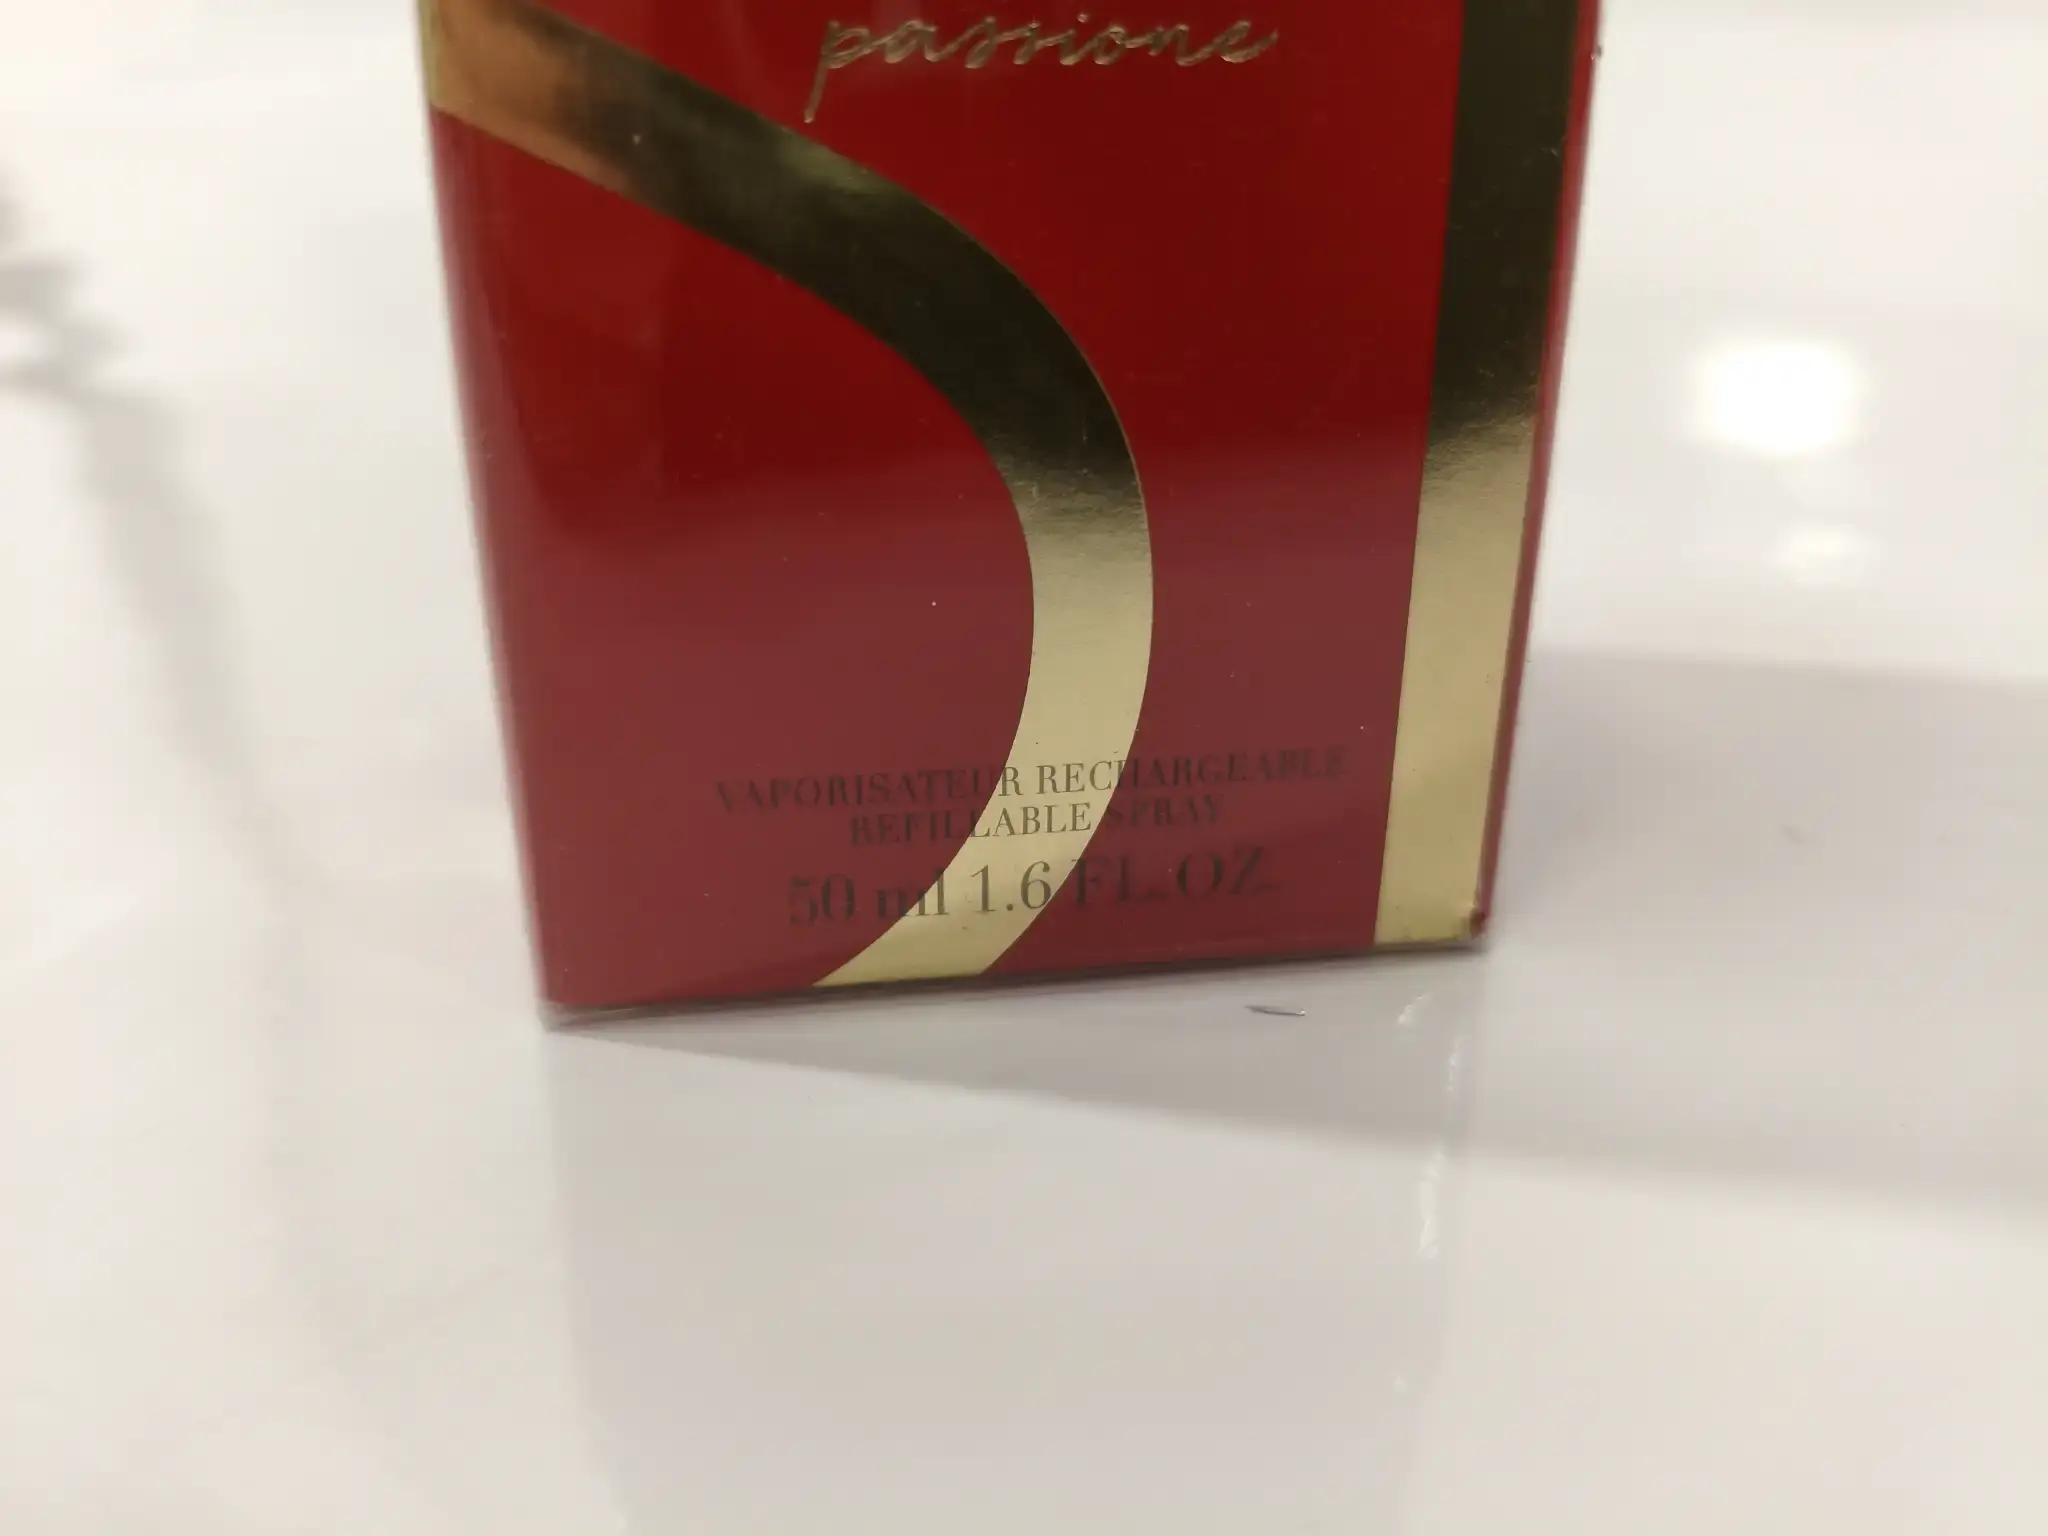 passione
VAPORISATEUR RECHARGEABLE
REFILLABLE SPRAY
50 ml 1.6 FL.OZ.